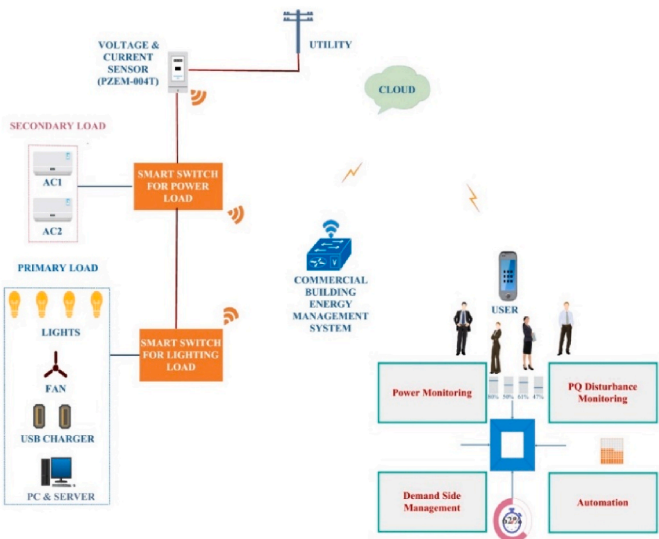 VOLTAGE &
CURRENT
SENSOR
(PZEM-004T)
UTILITY
CLOUD
SECONDARY LOAD
AC1
AC2
SMART SWITCH
FOR POWER
LOAD
PRIMARY LOAD
LIGHTS
FAN
USB CHARGER
PC & SERVER
SMART SWITCH
FOR LIGHTING
LOAD
COMMERCIAL
BUILDING
ENERGY
MANAGEMENT
SYSTEM
USER
Power Monitoring
PQ Disturbance
Monitoring
Demand Side
Management
Automation